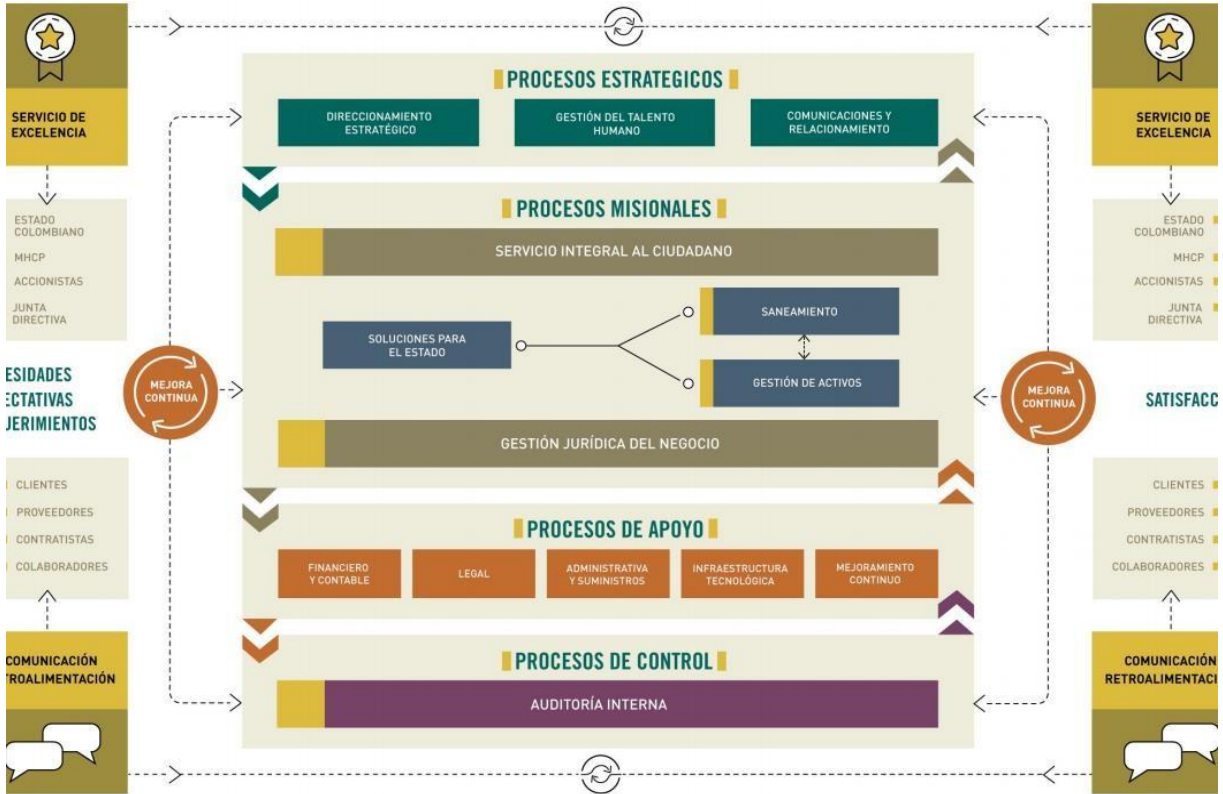 SERVICIO DE
EXCELENCIA
ESTADO
COLOMBIANO
MHCP
ACCIONISTAS
JUNTA
DIRECTIVA
ESIDADES
ECTATIVAS
UERIMIENTOS
CLIENTES
PROVEEDORES
CONTRATISTAS
COLABORADORES
COMUNICACIÓN
TROALIMENTACIÓN
MEJORA
CONTINUA
PROCESOS ESTRATEGICOS
DIRECCIONAMIENTO
ESTRATÉGICO
GESTIÓN DEL TALENTO
HUMANO
COMUNICACIONES Y
RELACIONAMIENTO
PROCESOS MISIONALES
SERVICIO INTEGRAL AL CIUDADANO
SOLUCIONES PARA
EL ESTADO
SANEAMIENTO
GESTIÓN DE ACTIVOS
GESTIÓN JURÍDICA DEL NEGOCIO
PROCESOS DE APOYO
FINANCIERO
Y CONTABLE
LEGAL
ADMINISTRATIVA
Y SUMINISTROS
INFRAESTRUCTURA
TECNOLÓGICA
MEJORAMIENTO
CONTINUO
PROCESOS DE CONTROL
AUDITORÍA INTERNA
MEJORA
CONTINUA
SERVICIO DE
EXCELENCIA
ESTADO
COLOMBIANO
MHCP
ACCIONISTAS
JUNTA
DIRECTIVA
SATISFACC
CLIENTES
PROVEEDORES
CONTRATISTAS
COLABORADORES
COMUNICACIÓN
RETROALIMENTACI